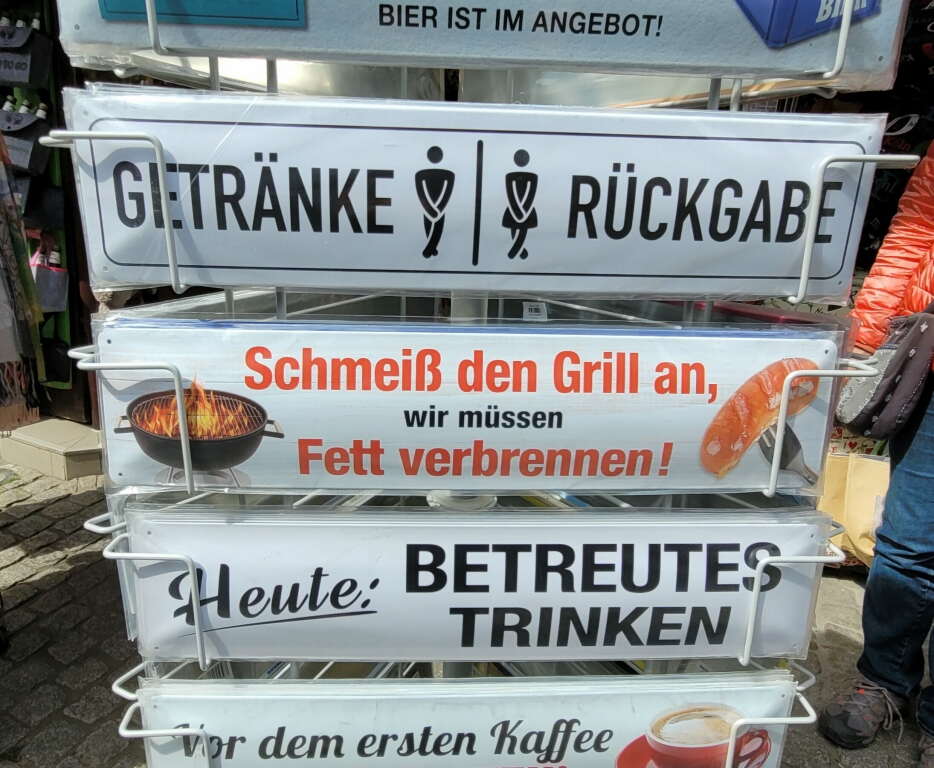 BIER IST IM ANGEBOT!
GETRÄNKE RÜCKGABE
Schmeiß den Grill an,
wir müssen
Fett verbrennen!
Heute: BETREUTES
TRINKEN
Vor dem ersten Kaffee